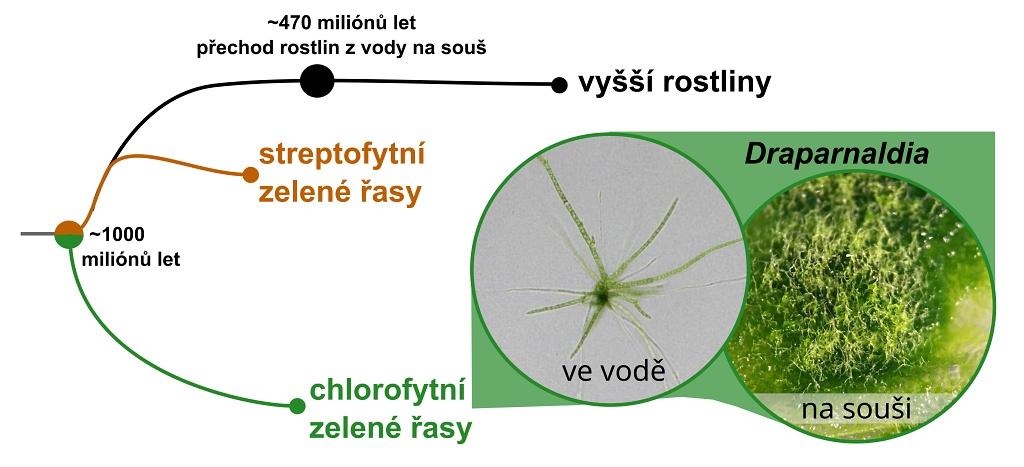 ~470 miliónů let
přechod rostlin z vody na souš
vyšší rostliny
streptofytní
zelené řasy
~1000
miliónů let
chlorofytní
zelené řasy
Draparnaldia
ve vodě
na souši